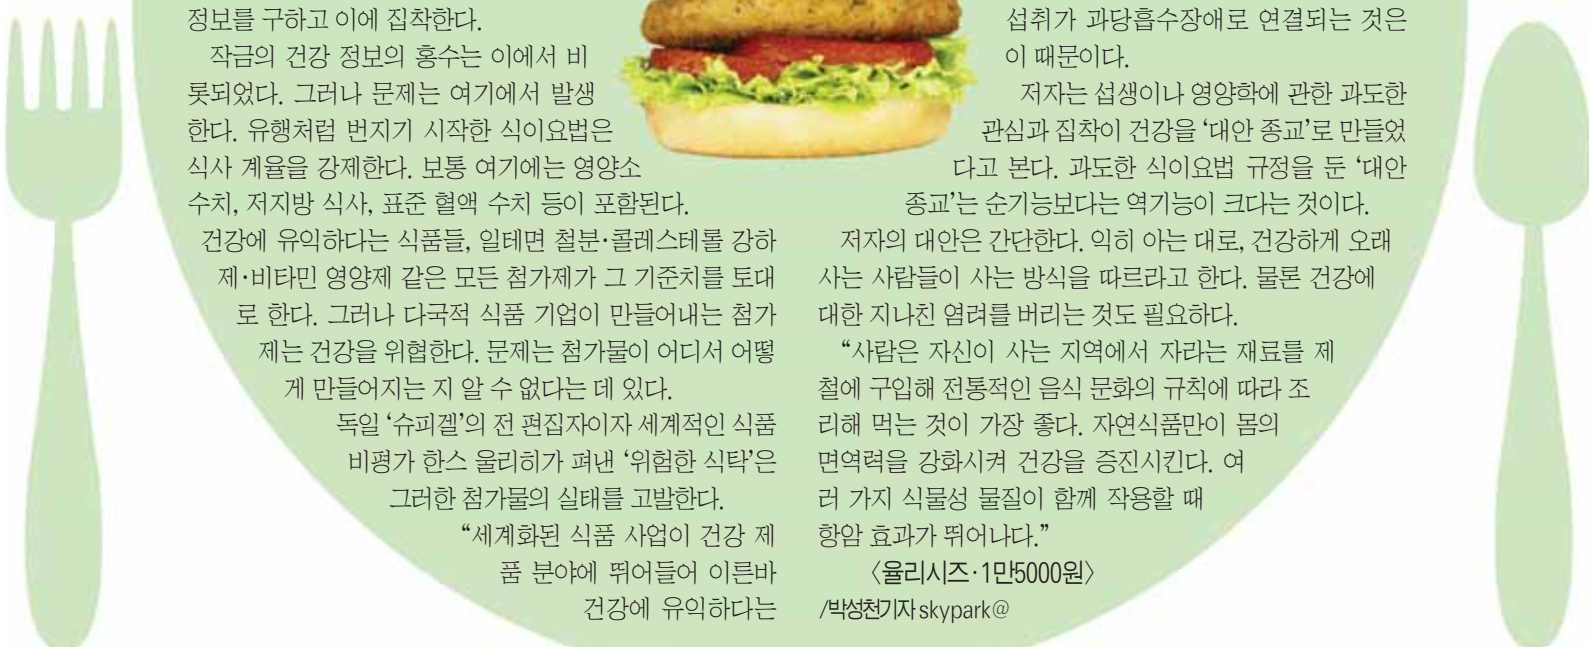 정보를 구하고 이에 집착한다.
작금의 건강 정보의 홍수는 이에서 비
롯되었다. 그러나 문제는 여기에서 발생
한다. 유행처럼 번지기 시작한 식이요법은
식사 계율을 강제한다. 보통 여기에는 영양소
수치, 저지방 식사, 표준 혈액 수치 등이 포함된다.
건강에 유익하다는 식품들, 일테면 철분·콜레스테롤 강하
제·비타민 영양제 같은 모든 첨가제가 그 기준치를 토대
로 한다. 그러나 다국적 식품 기업이 만들어내는 첨가
제는 건강을 위협한다. 문제는 첨가물이 어디서 어떻
게 만들어지는 지 알 수 없다는 데 있다.
독일 ‘슈피겔’의 전 편집자이자 세계적인 식품
비평가 한스 울리히가 펴낸 ‘위험한 식탁’은
그러한 첨가물의 실태를 고발한다.
“세계화된 식품 사업이 건강 제
품 분야에 뛰어들어 이른바
건강에 유익하다는
섭취가 과당흡수장애로 연결되는 것은
이 때문이다.
저자는 섭생이나 영양학에 관한 과도한
관심과 집착이 건강을 ‘대안 종교’로 만들었
다고 본다. 과도한 식이요법 규정을 둔 ‘대안
종교’는 순기능보다는 역기능이 크다는 것이다.
저자의 대안은 간단한다. 익히 아는 대로, 건강하게 오래
사는 사람들이 사는 방식을 따르라고 한다. 물론 건강에
대한 지나친 염려를 버리는 것도 필요하다.
“사람은 자신이 사는 지역에서 자라는 재료를 제
철에 구입해 전통적인 음식 문화의 규칙에 따라 조
리해 먹는 것이 가장 좋다. 자연식품만이 몸의
면역력을 강화시켜 건강을 증진시킨다. 여
러 가지 식물성 물질이 함께 작용할 때
항암 효과가 뛰어나다.”
〈율리시즈·1만5000원〉
/박성천기자 skypark@